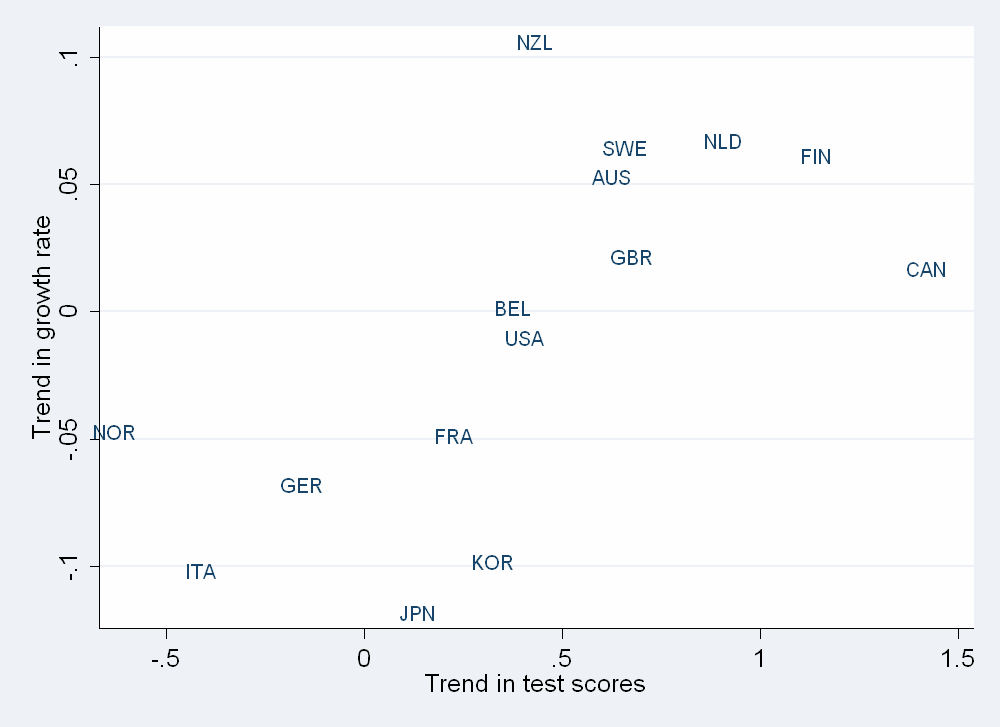 NZL
.1
NLD
SWE
FIN
AUS
.05
GBR
CAN
BEL
0
USA
Trend in growth rate
NOR
FRA
-.05
GER
KOR
ITA
-.1
JPN
-.5 0 .5 1 1.5
Trend in test scores